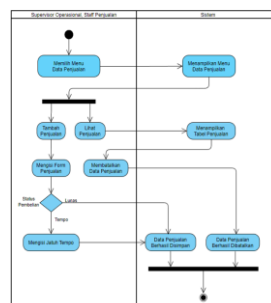 Supervisor Operasional, Staff Penjualan
Sistem
Memilih Menu
Data Penjualan
Menampilkan Menu
Data Penjualan
Tambah
Penjualan
Lihat
Penjualan
Menampilkan
Tabel Penjualan
Mengisi Form
Penjualan
Membatalkan
Data Penjualan
Status
Pembelian
Lunas
Tempo
Mengisi Jatuh Tempo
Data Penjualan
Berhasil Disimpan
Data Penjualan
Berhasil Dibatalkan